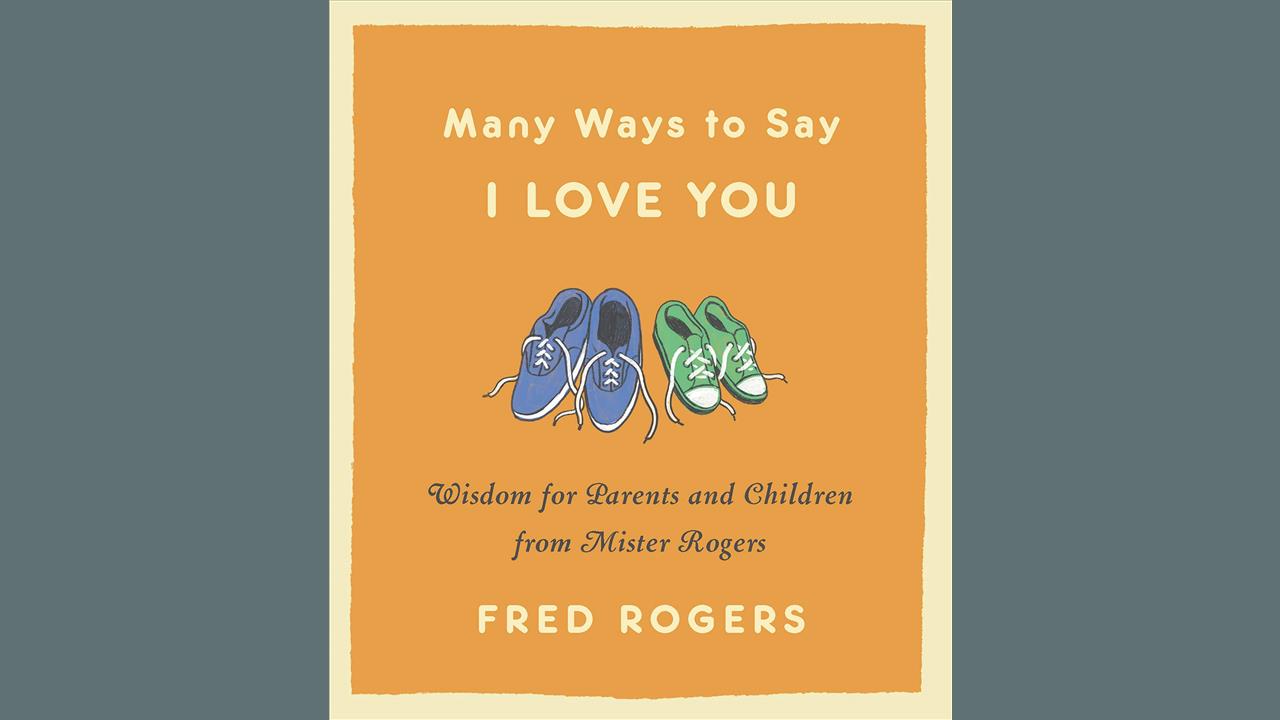 Many Ways to Say
I LOVE YOU
Wisdom for Parents and Children
from Mister Rogers
FRED ROGERS